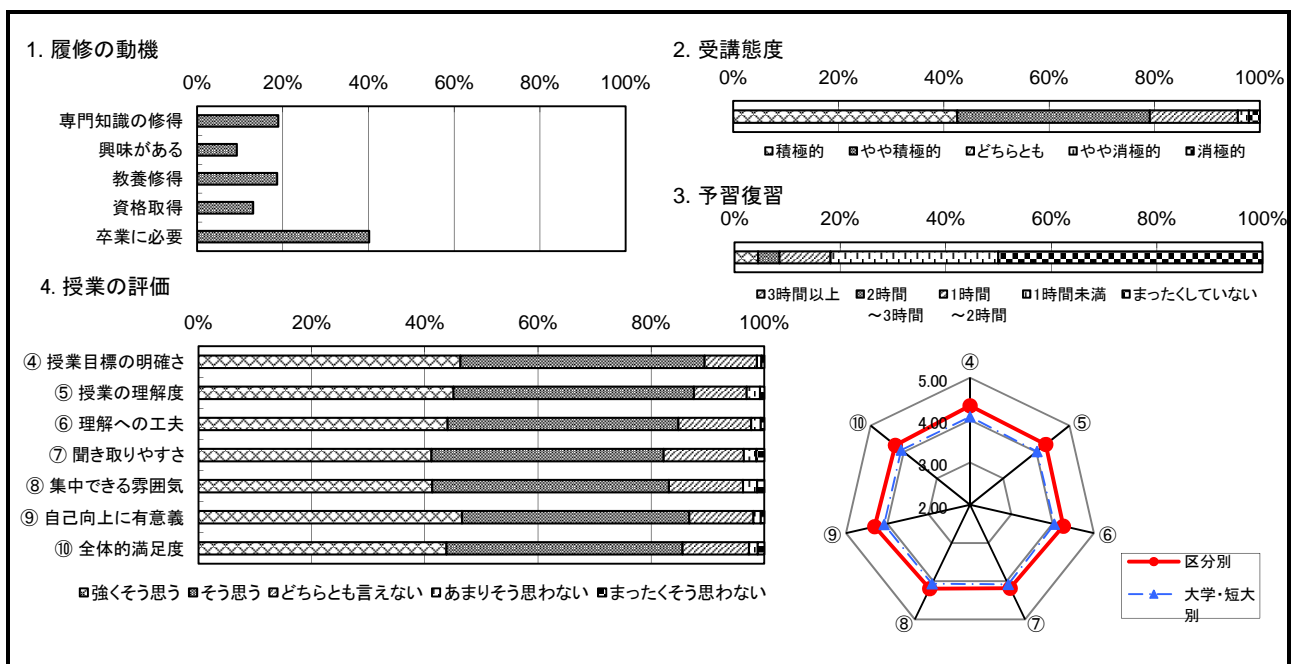 1. 履修の動機
0% 20% 40% 60% 80% 100%
専門知識の修得
興味がある
教養修得
資格取得
卒業に必要
2. 受講態度
0% 20% 40% 60% 80% 100%
積極的 やや積極的 どちらとも やや消極的 消極的
3. 予習復習
0% 20% 40% 60% 80% 100%
3時間以上 2時間 1時間 1時間未満 まったくしていない
～3時間 ～2時間
4. 授業の評価
0% 20% 40% 60% 80% 100%
④ 授業目標の明確さ
⑤ 授業の理解度
⑥ 理解への工夫
⑦ 聞き取りやすさ
⑧ 集中できる雰囲気
⑨ 自己向上に有意義
⑩ 全体的満足度
強くそう思う そう思う どちらとも言えない あまりそう思わない まったくそう思わない
④
5.00
⑩ 4.00 ⑤
3.00
2.00
⑨ ⑥
⑧ ⑦
区分別
大学・短大
別